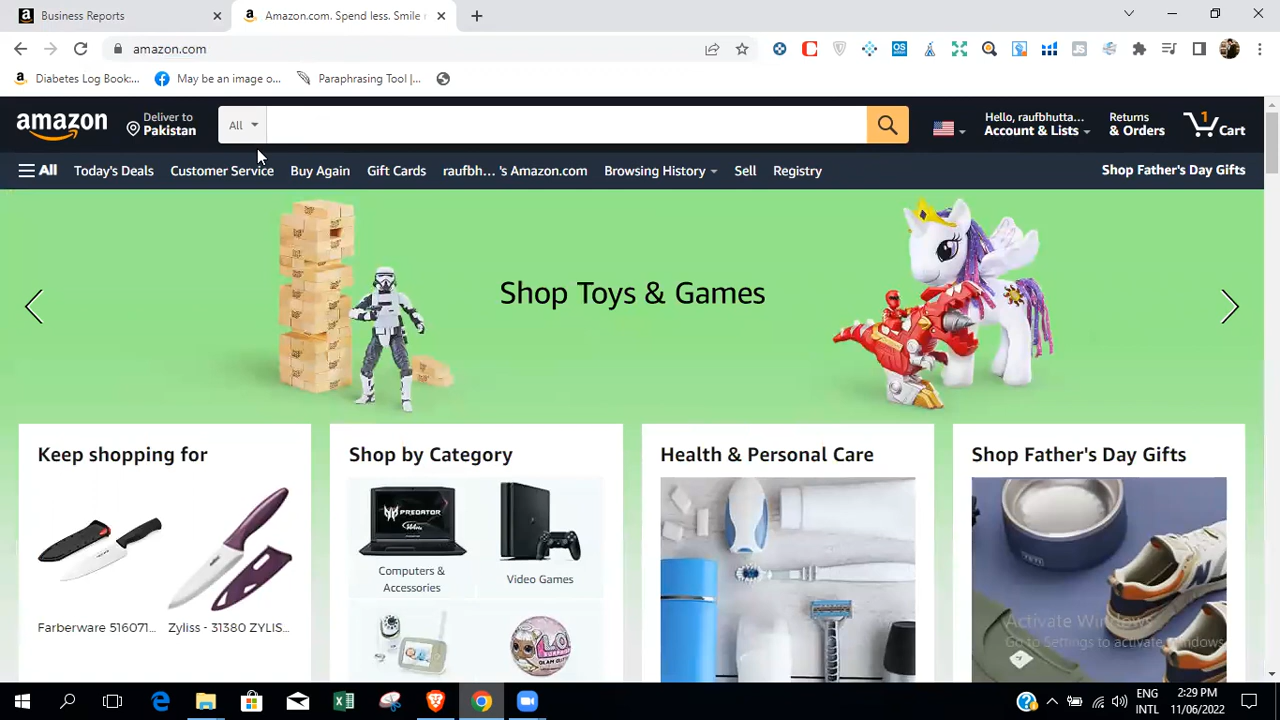 Business Reports
Amazon.com. Spend less. Smile
amazon.com
Diabetes Log Book:...
May be an image o...
Paraphrasing Tool |...
amazon
Deliver to
Pakistan
All
Hello, raufbhutta...
Account & Lists
Returns
& Orders
1
Cart
All
Today's Deals
Customer Service
Buy Again
Gift Cards
raufbh... 's Amazon.com
Browsing History
Sell
Registry
Shop Father's Day Gifts
Shop Toys & Games
Keep shopping for
Farberware 516071...
Zyliss - 31380 ZYLIS...
Shop by Category
PREDATOR
Computers &
Accessories
Video Games
Health & Personal Care
Shop Father's Day Gifts
YETI
Activate Windows
Go to Settings to activate Windows.
ENG
INTL
2:29 PM
11/06/2022